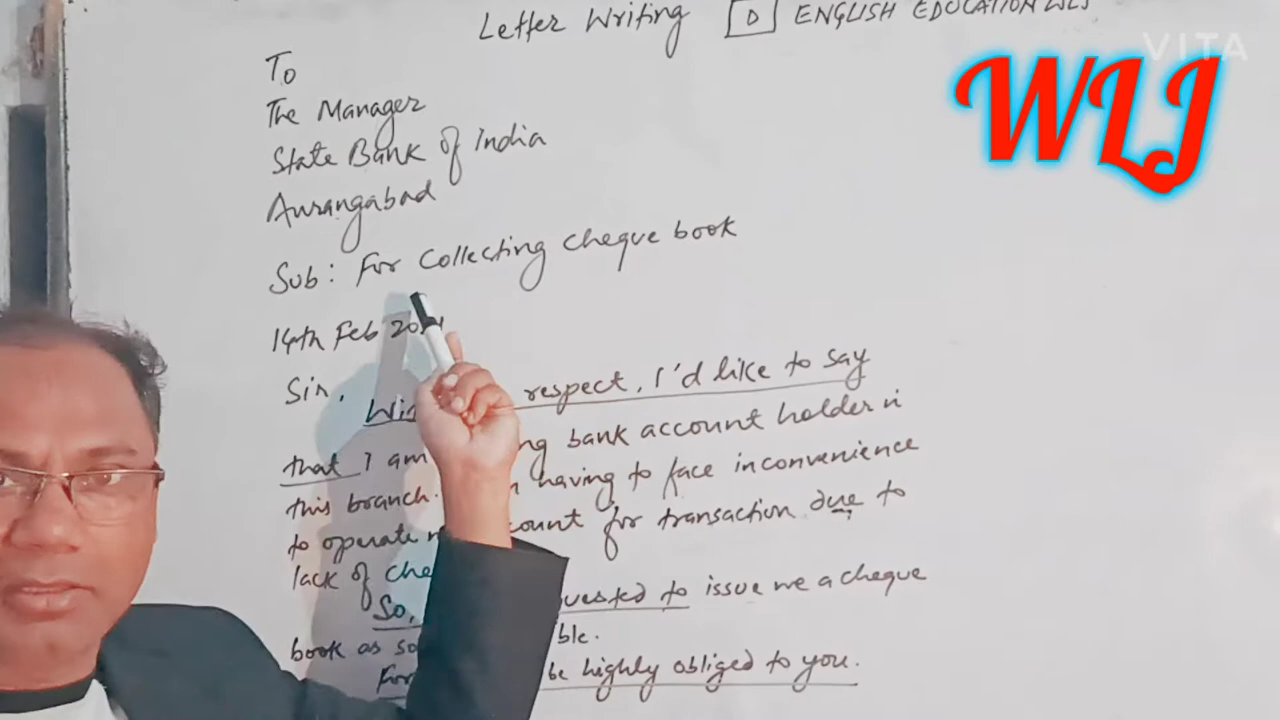 Letter Writing D ENGLISH EDUCATION WLJ
VITA
WLJ
To
The Manager
State Bank of India
Aurangabad
Sub: For Collecting cheque book
14th Feb
Sir,
respect, I'd like to say
that I am bank account holder in
this branch. having to face inconvenience
to operate for transaction due to
lack of
So, to issue me a cheque
book as
be highly obliged to you.